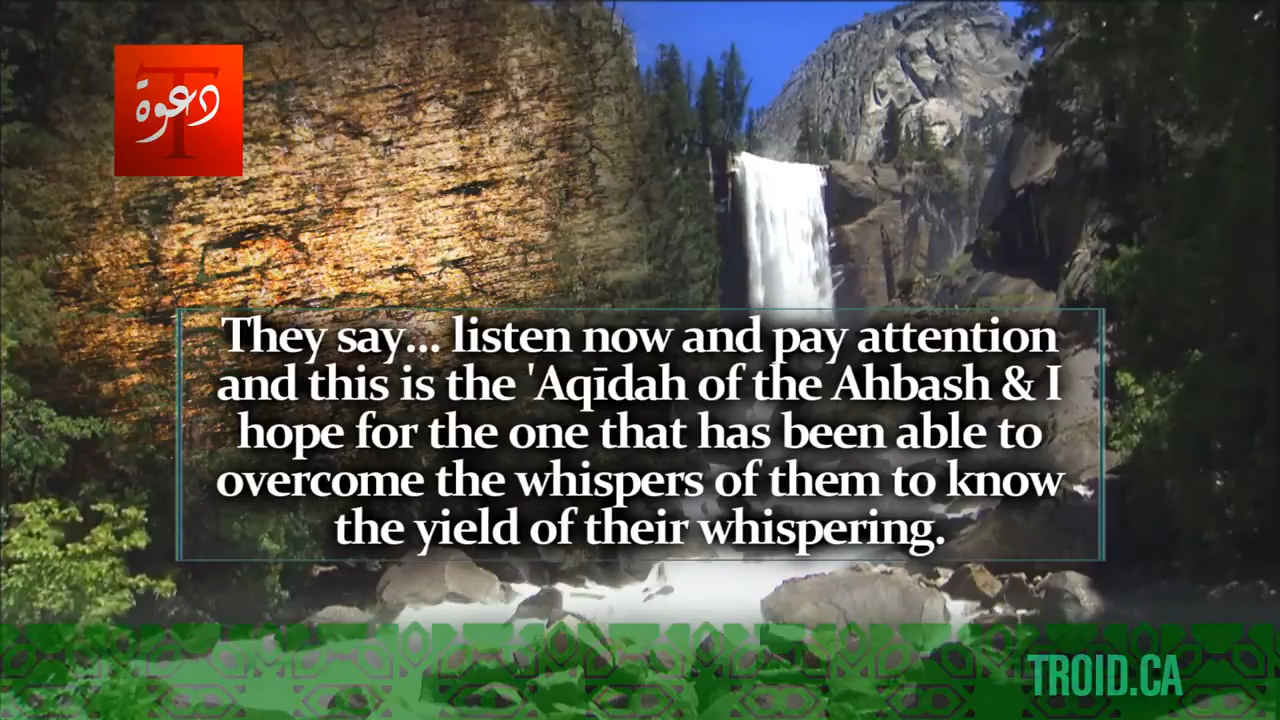 دعوة
T
They say... listen now and pay attention
and this is the 'Aqīdah of the Ahbash & I
hope for the one that has been able to
overcome the whispers of them to know
the yield of their whispering.
TROID.CA